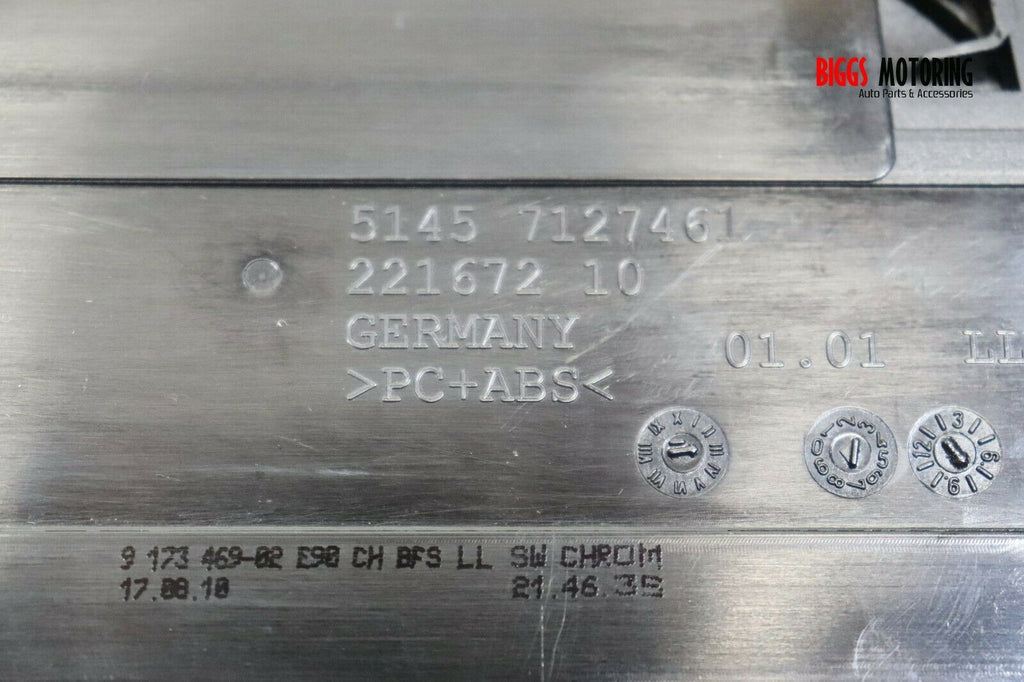 BIGGS MOTORING
Auto Parts & Accessories
5145 7127461
221672 10
GERMANY
>PC+ABS<
01.01 LL
9 173 469-02 E90 CH BFS LL SW CHROM
17.08.10 21.46.35